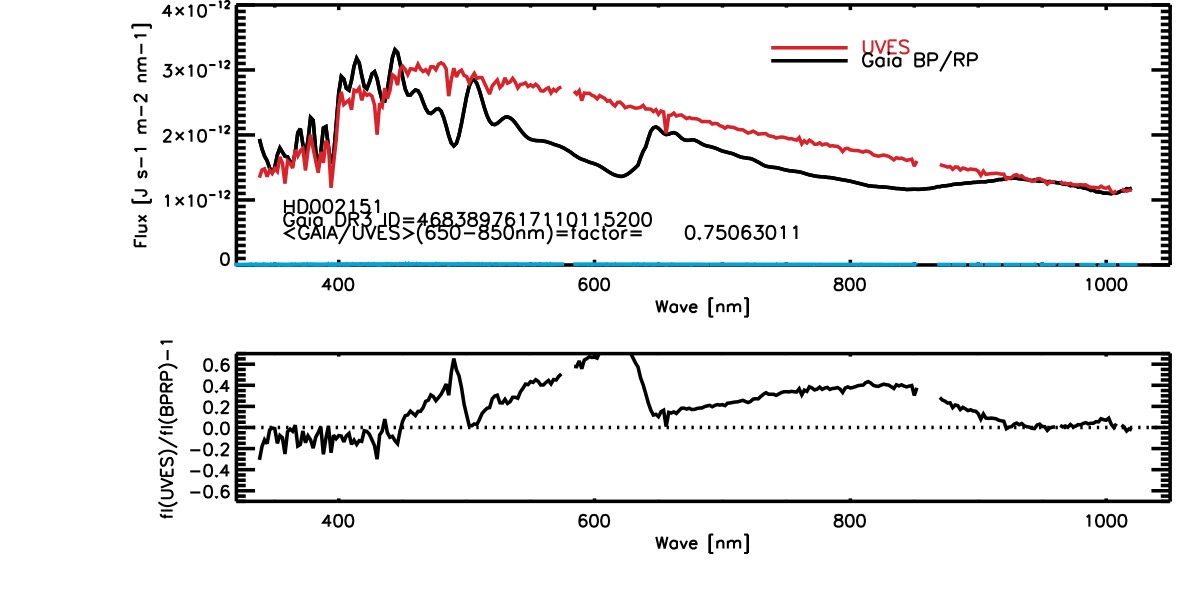 4×10−12
3×10−12
2×10−12
1×10−12
0
Flux [J s−1 m−2 nm−1]
UVES
Gaia BP/RP
HD002151
Gaia DR3 ID=4683897617110115200
<GAIA/UVES>(650−850nm)=factor= 0.75063011
400 600 800 1000
Wave [nm]
fl(UVES)/fl(BPRP)−1
0.6
0.4
0.2
0.0
−0.2
−0.4
−0.6
400 600 800 1000
Wave [nm]